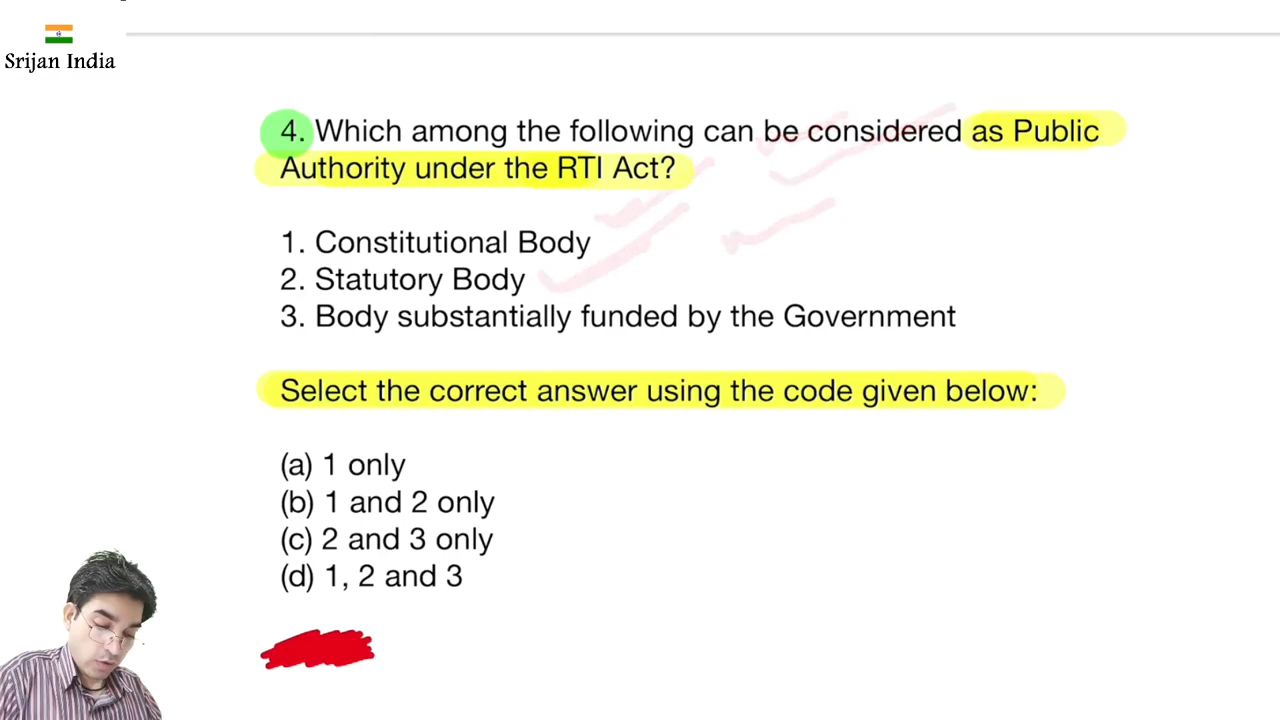 Srijan India
4. Which among the following can be considered as Public
Authority under the RTI Act?
1. Constitutional Body
2. Statutory Body
3. Body substantially funded by the Government
Select the correct answer using the code given below:
(a) 1 only
(b) 1 and 2 only
(c) 2 and 3 only
(d) 1, 2 and 3